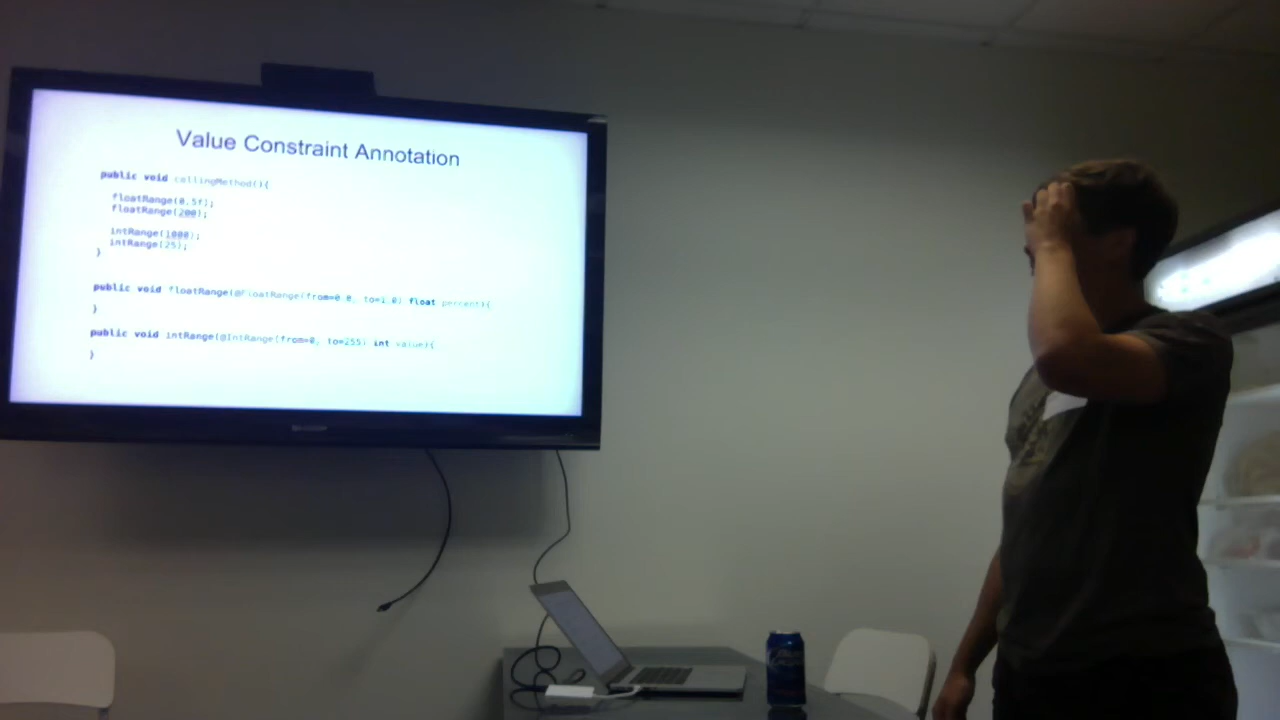 Value Constraint Annotation
public void callingMethod(){
floatRange(0.5f);
floatRange(200);
intRange(1000);
intRange(25);
}
public void floatRange(@FloatRange(from=0.0, to=1.0) float percent){
}
public void intRange(@IntRange(from=0, to=255) int value){
}